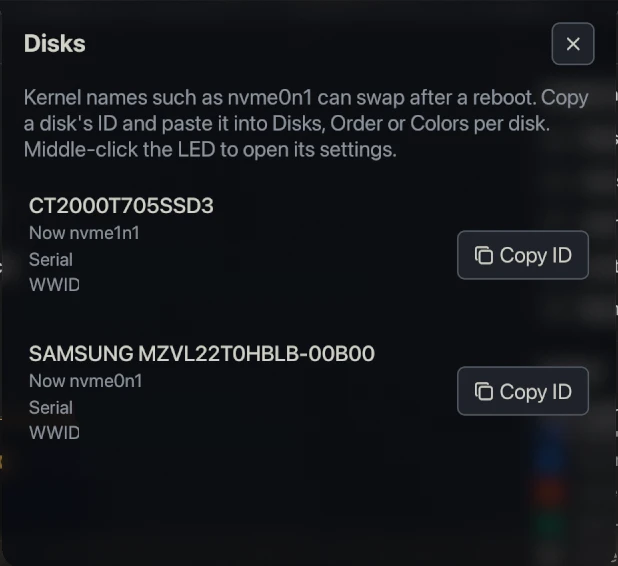 Disks
Kernel names such as nvme0n1 can swap after a reboot. Copy
a disk's ID and paste it into Disks, Order or Colors per disk.
Middle-click the LED to open its settings.
CT2000T705SSD3
Now nvme1n1
Serial
WWID
Copy ID
SAMSUNG MZVL22T0HBLB-00B00
Now nvme0n1
Serial
WWID
Copy ID